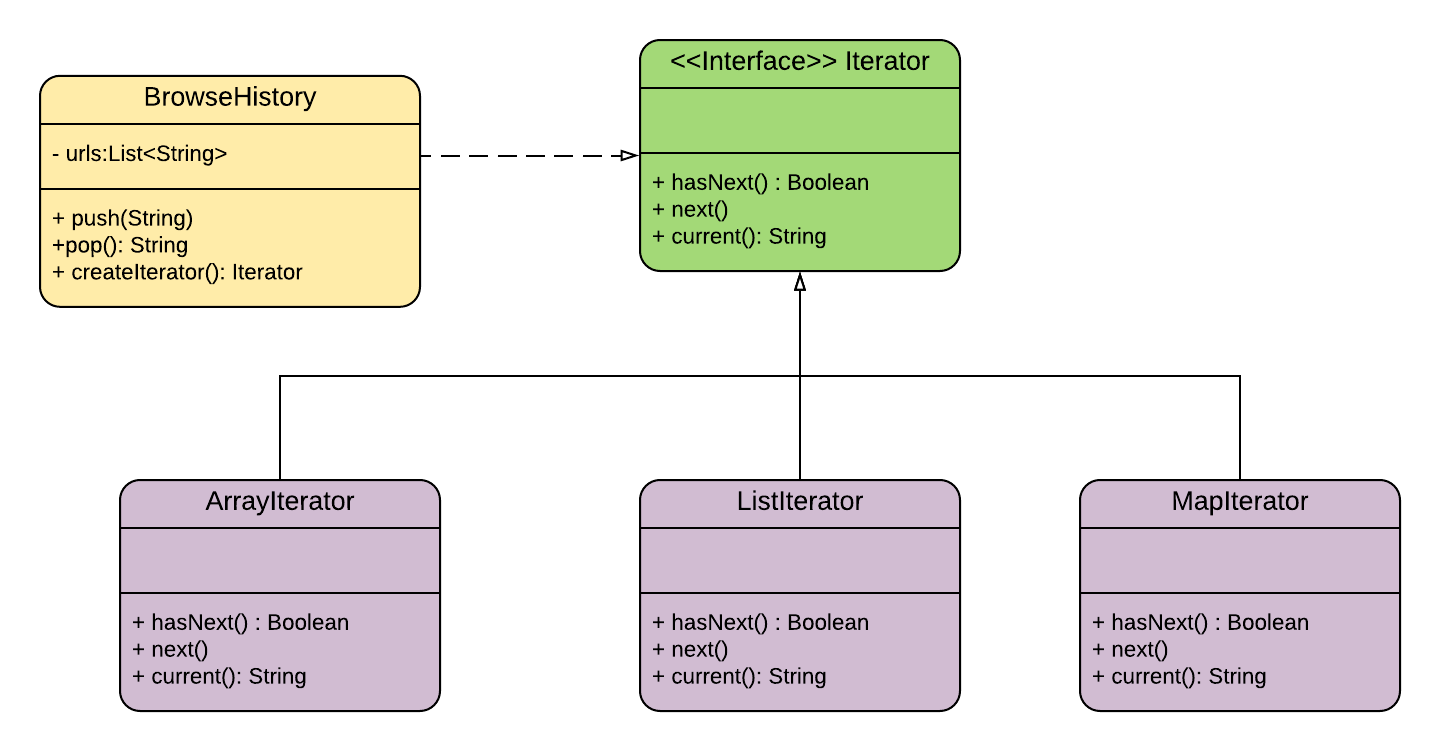 BrowseHistory
- urls:List<String>
+ push(String)
+pop(): String
+ createIterator(): Iterator
<<Interface>> Iterator
+ hasNext() : Boolean
+ next()
+ current(): String
ArrayIterator
+ hasNext() : Boolean
+ next()
+ current(): String
ListIterator
+ hasNext() : Boolean
+ next()
+ current(): String
MapIterator
+ hasNext() : Boolean
+ next()
+ current(): String